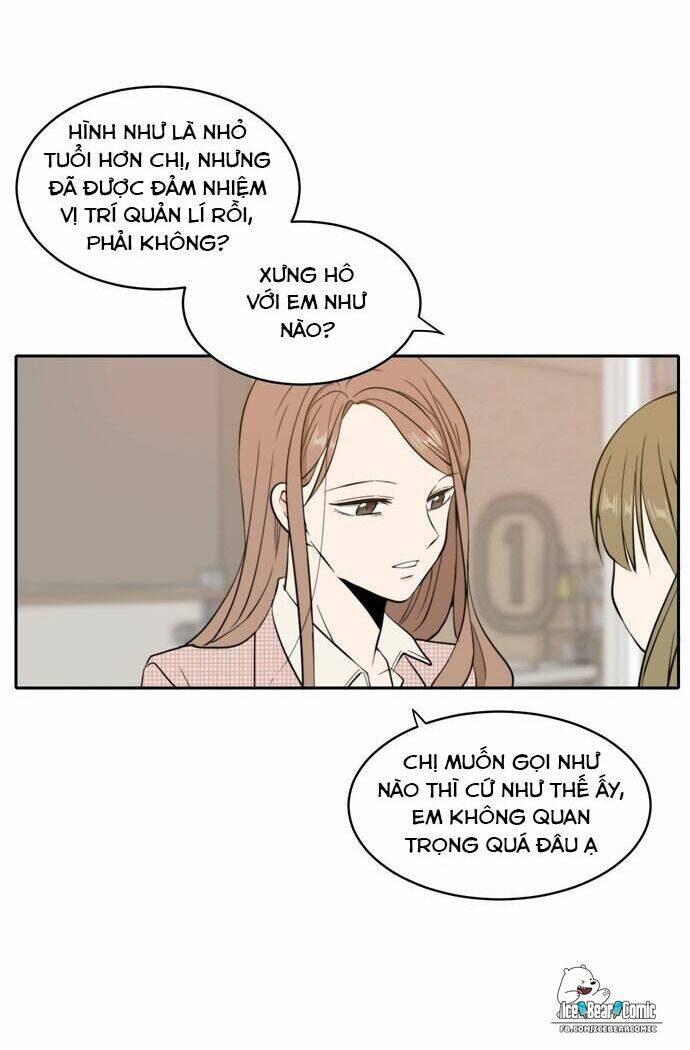 HÌNH NHƯ LÀ NHỎ
TUỔI HƠN CHỊ, NHƯNG
ĐÃ ĐƯỢC ĐẢM NHIỆM
VỊ TRÍ QUẢN LÍ RỒI,
PHẢI KHÔNG?
XƯNG HÔ
VỚI EM NHƯ
NÀO?
1
CHỊ MUỐN GỌI NHƯ
NÀO THÌ CỨ NHƯ THẾ ẤY,
EM KHÔNG QUAN
TRỌNG QUÁ ĐÂU Ạ
Ice Bear Comic
FB.COM/ICEBEARCOMIC